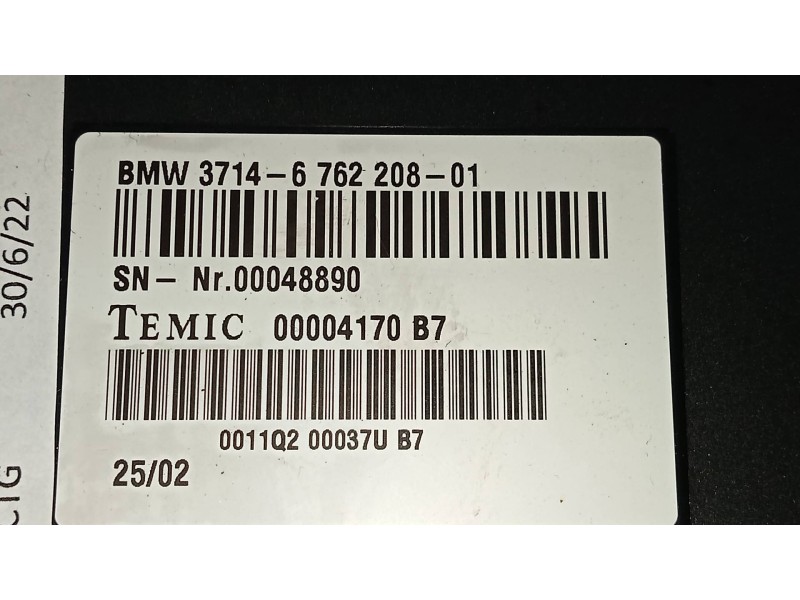 BMW 3714-6 762 208-01
SN- Nr.00048890
TEMIC 00004170 B7
0011Q2 00037U B7
25/02
30/6/22